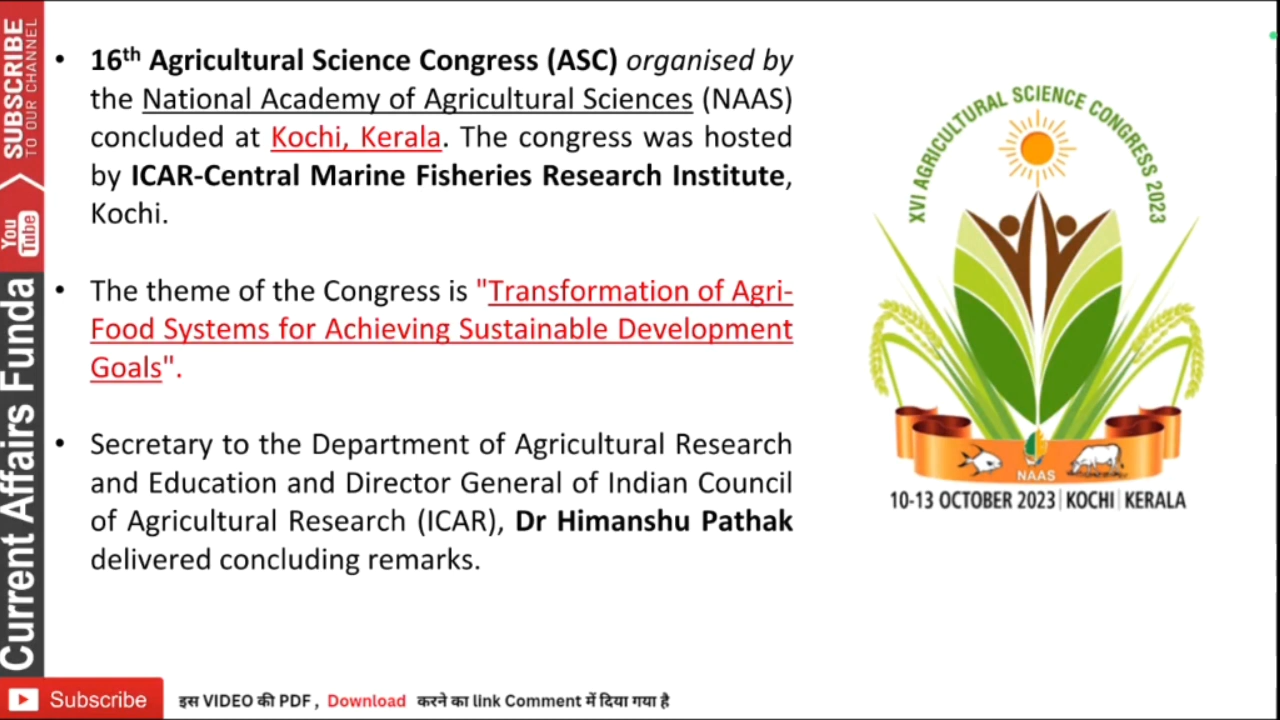 SUBSCRIBE
TO OUR CHANNEL
You
Tube
Current Affairs Funda
• 16th Agricultural Science Congress (ASC) organised by
the National Academy of Agricultural Sciences (NAAS)
concluded at Kochi, Kerala. The congress was hosted
by ICAR-Central Marine Fisheries Research Institute,
Kochi.
• The theme of the Congress is "Transformation of Agri-
Food Systems for Achieving Sustainable Development
Goals".
• Secretary to the Department of Agricultural Research
and Education and Director General of Indian Council
of Agricultural Research (ICAR), Dr Himanshu Pathak
delivered concluding remarks.
XVI AGRICULTURAL SCIENCE CONGRESS 2023
NAAS
10-13 OCTOBER 2023 | KOCHI | KERALA
Subscribe
इस VIDEO की PDF , Download करने का link Comment में दिया गया है